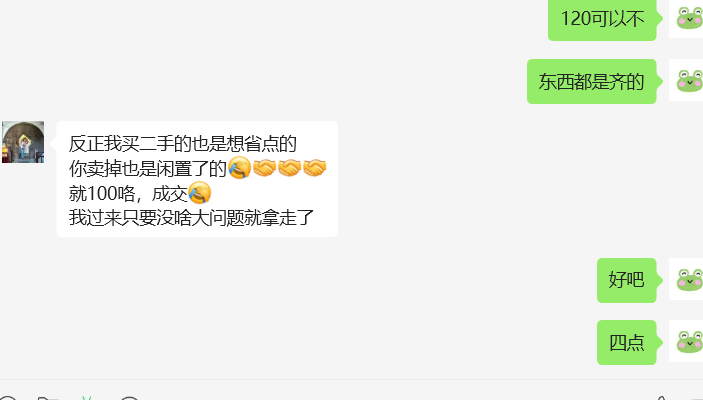 120可以不
东西都是齐的
反正我买二手的也是想省点的
你卖掉也是闲置了的
就100咯，成交
我过来只要没啥大问题就拿走了
好吧
四点